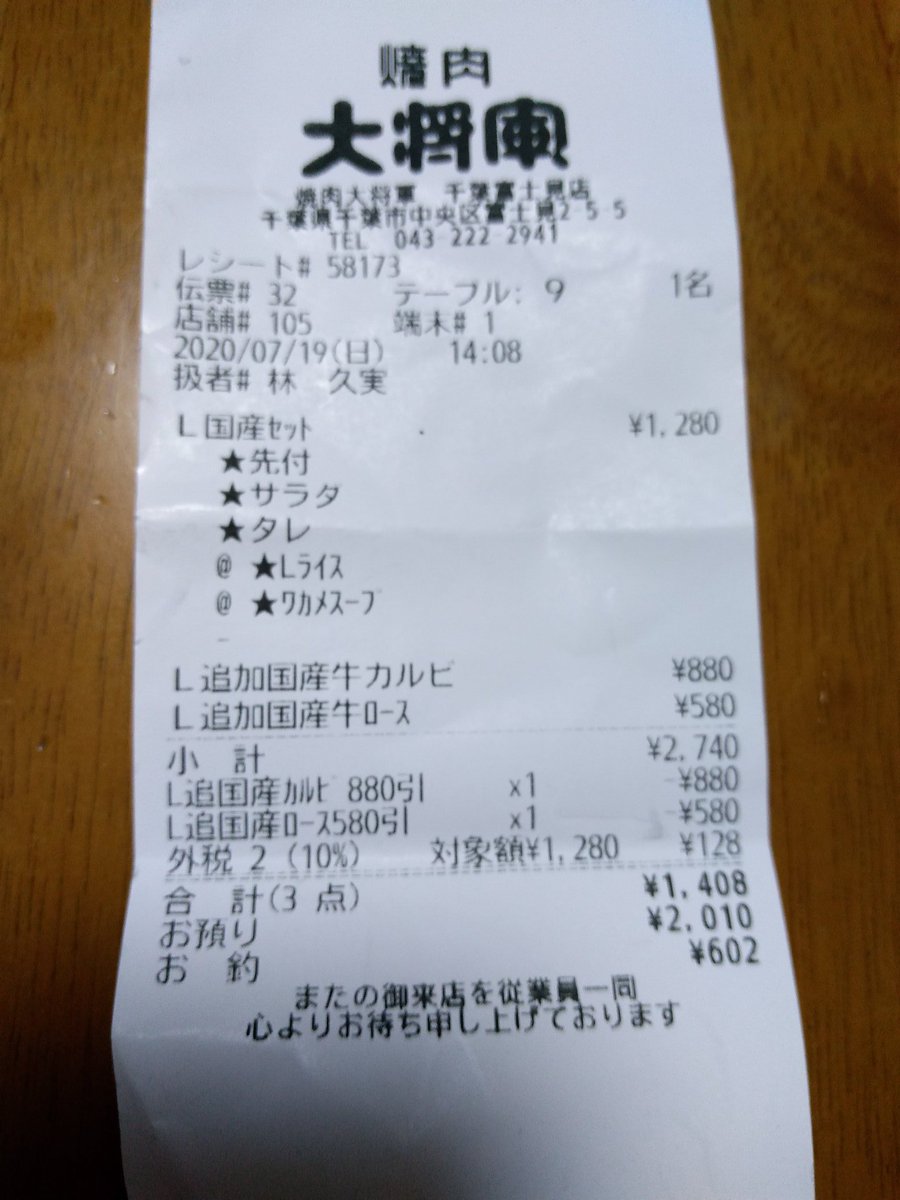 焼肉
大将軍
焼肉大将軍 千葉富士見店
千葉県千葉市中央区富士見2-5-5
TEL 043-222-2941
レシート# 58173
伝票# 32 テーブル: 9 1名
店舗# 105 端末# 1
2020/07/19(日) 14:08
扱者# 林 久実
L国産ｾｯﾄ ¥1,280
★先付
★サラダ
★タレ
@ ★Lﾗｲｽ
@ ★ﾜｶﾒｽｰﾌﾟ
L追加国産牛カルビ ¥880
L追加国産牛ﾛｰｽ ¥580
小 計 ¥2,740
L追国産ｶﾙﾋﾞ 880引 x1 -¥880
L追国産ﾛｰｽ580引 x1 -¥580
外税 2 (10%) 対象額¥1,280 ¥128
合 計(3 点) ¥1,408
お預り ¥2,010
お 釣 ¥602
またの御来店を従業員一同
心よりお待ち申し上げております